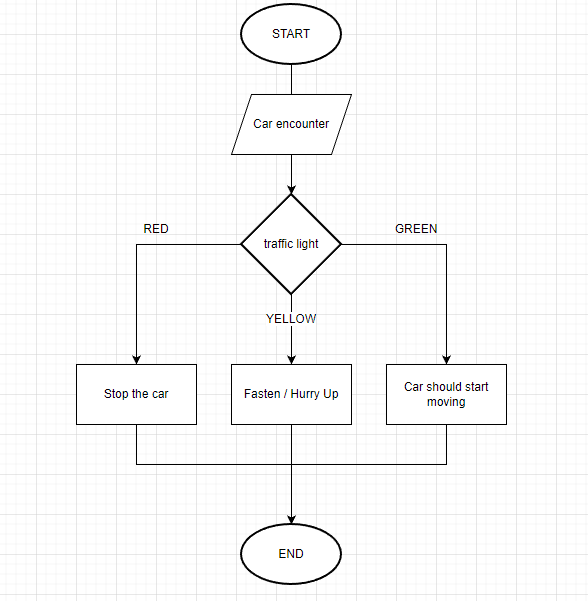 START
Car encounter
traffic light
RED
GREEN
YELLOW
Stop the car
Fasten / Hurry Up
Car should start
moving
END